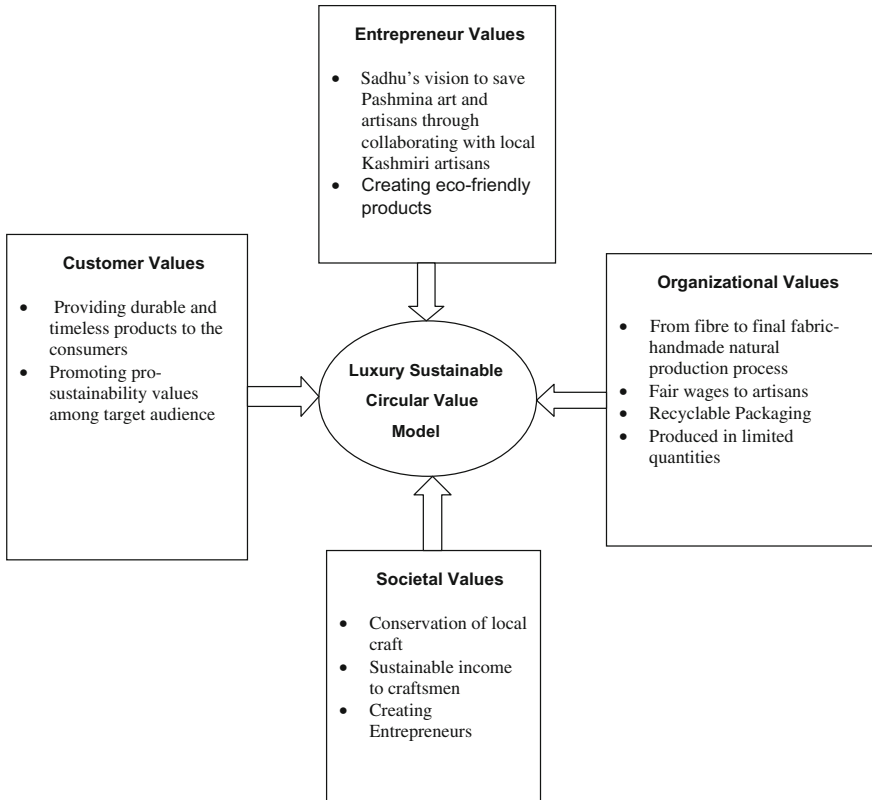 Entrepreneur Values
• Sadhu's vision to save
Pashmina art and
artisans through
collaborating with local
Kashmiri artisans
• Creating eco-friendly
products
Customer Values
• Providing durable and
timeless products to the
consumers
• Promoting pro-
sustainability values
among target audience
Luxury Sustainable
Circular Value
Model
Organizational Values
• From fibre to final fabric-
handmade natural
production process
• Fair wages to artisans
• Recyclable Packaging
• Produced in limited
quantities
Societal Values
• Conservation of local
craft
• Sustainable income
to craftsmen
• Creating
Entrepreneurs